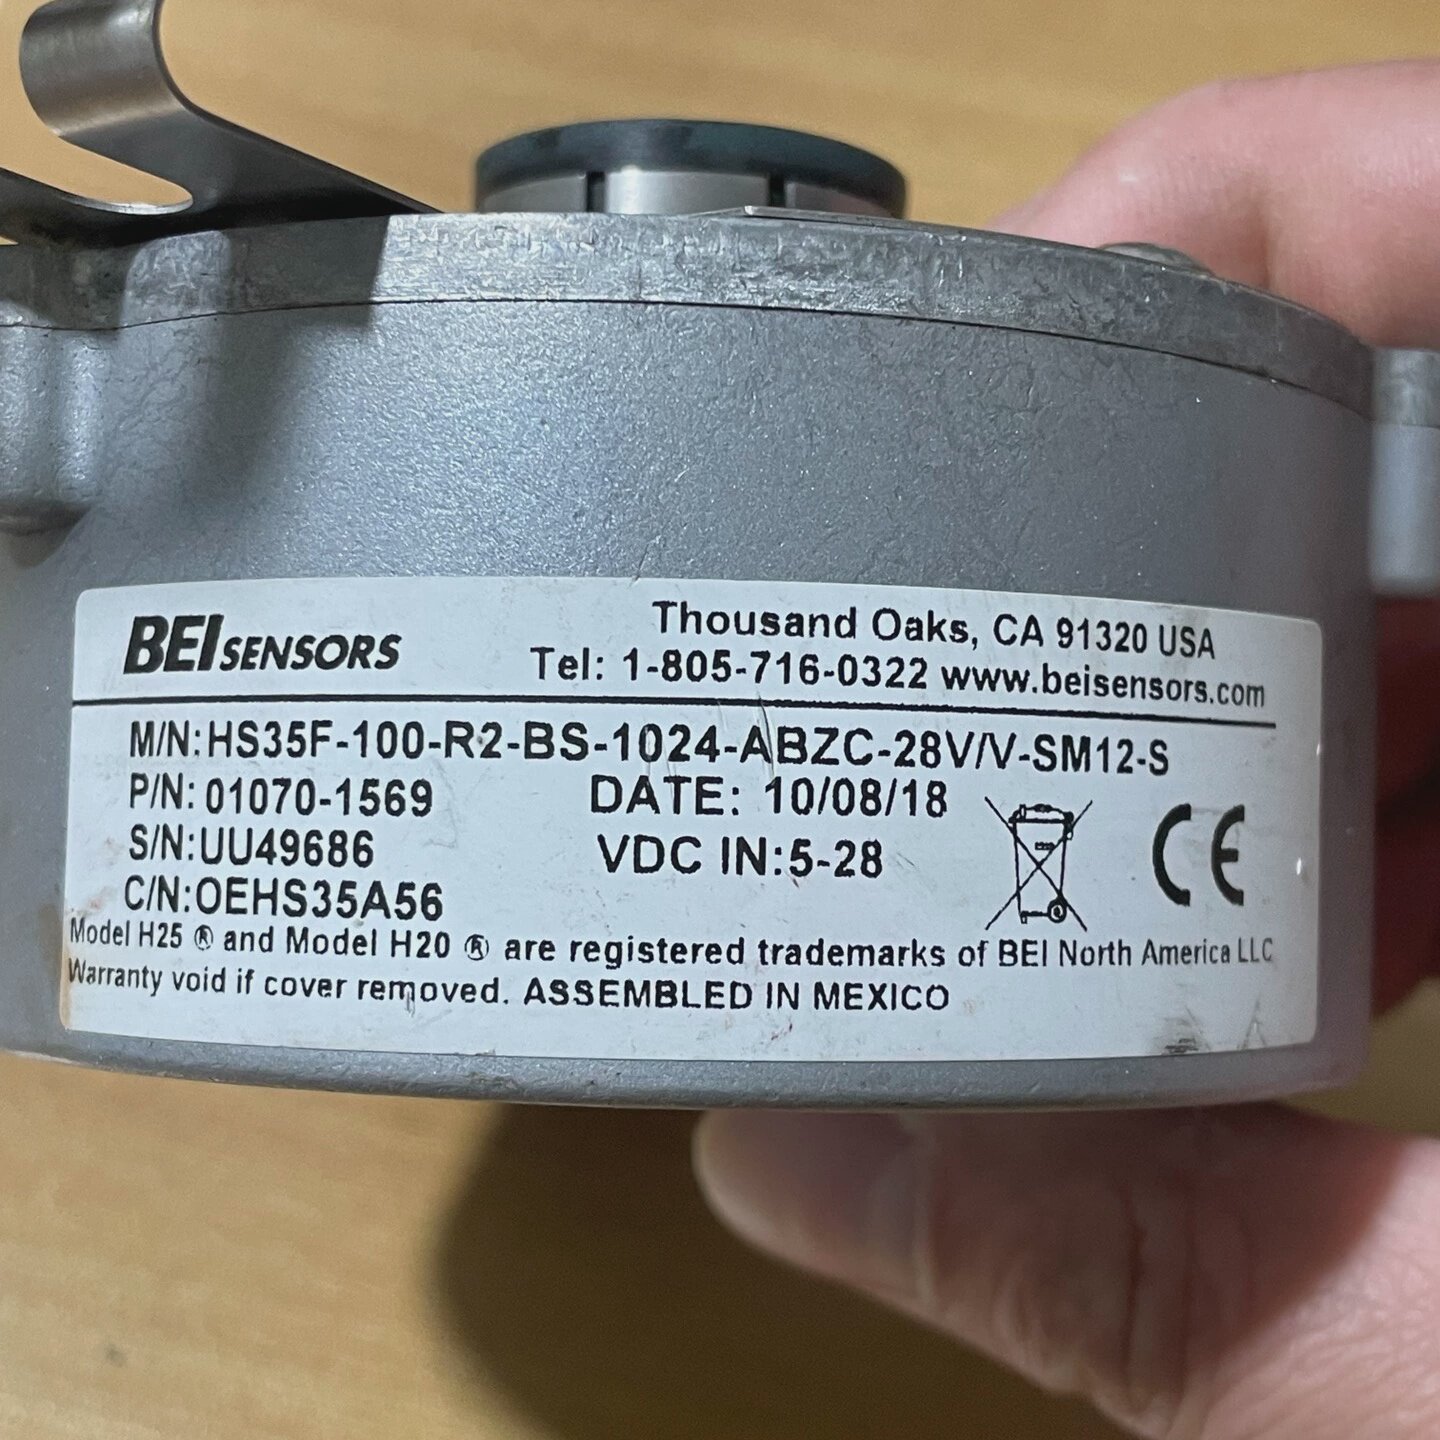 BEI SENSORS
Thousand Oaks, CA 91320 USA
Tel: 1-805-716-0322 www.beisensors.com
M/N: HS35F-100-R2-BS-1024-ABZC-28V/V-SM12-S
P/N: 01070-1569 DATE: 10/08/18
S/N: UU49686 VDC IN:5-28
C/N: OEHS35A56
CE
Model H25 ® and Model H20 ® are registered trademarks of BEI North America LLC
Warranty void if cover removed. ASSEMBLED IN MEXICO